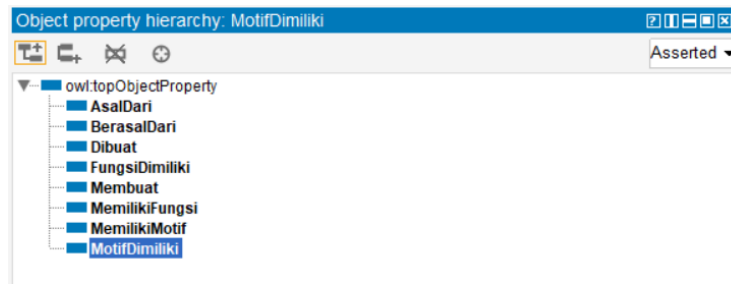 Object property hierarchy: MotifDimiliki
Asserted
owl:topObjectProperty
AsalDari
BerasalDari
Dibuat
FungsiDimiliki
Membuat
MemilikiFungsi
MemilikiMotif
MotifDimiliki